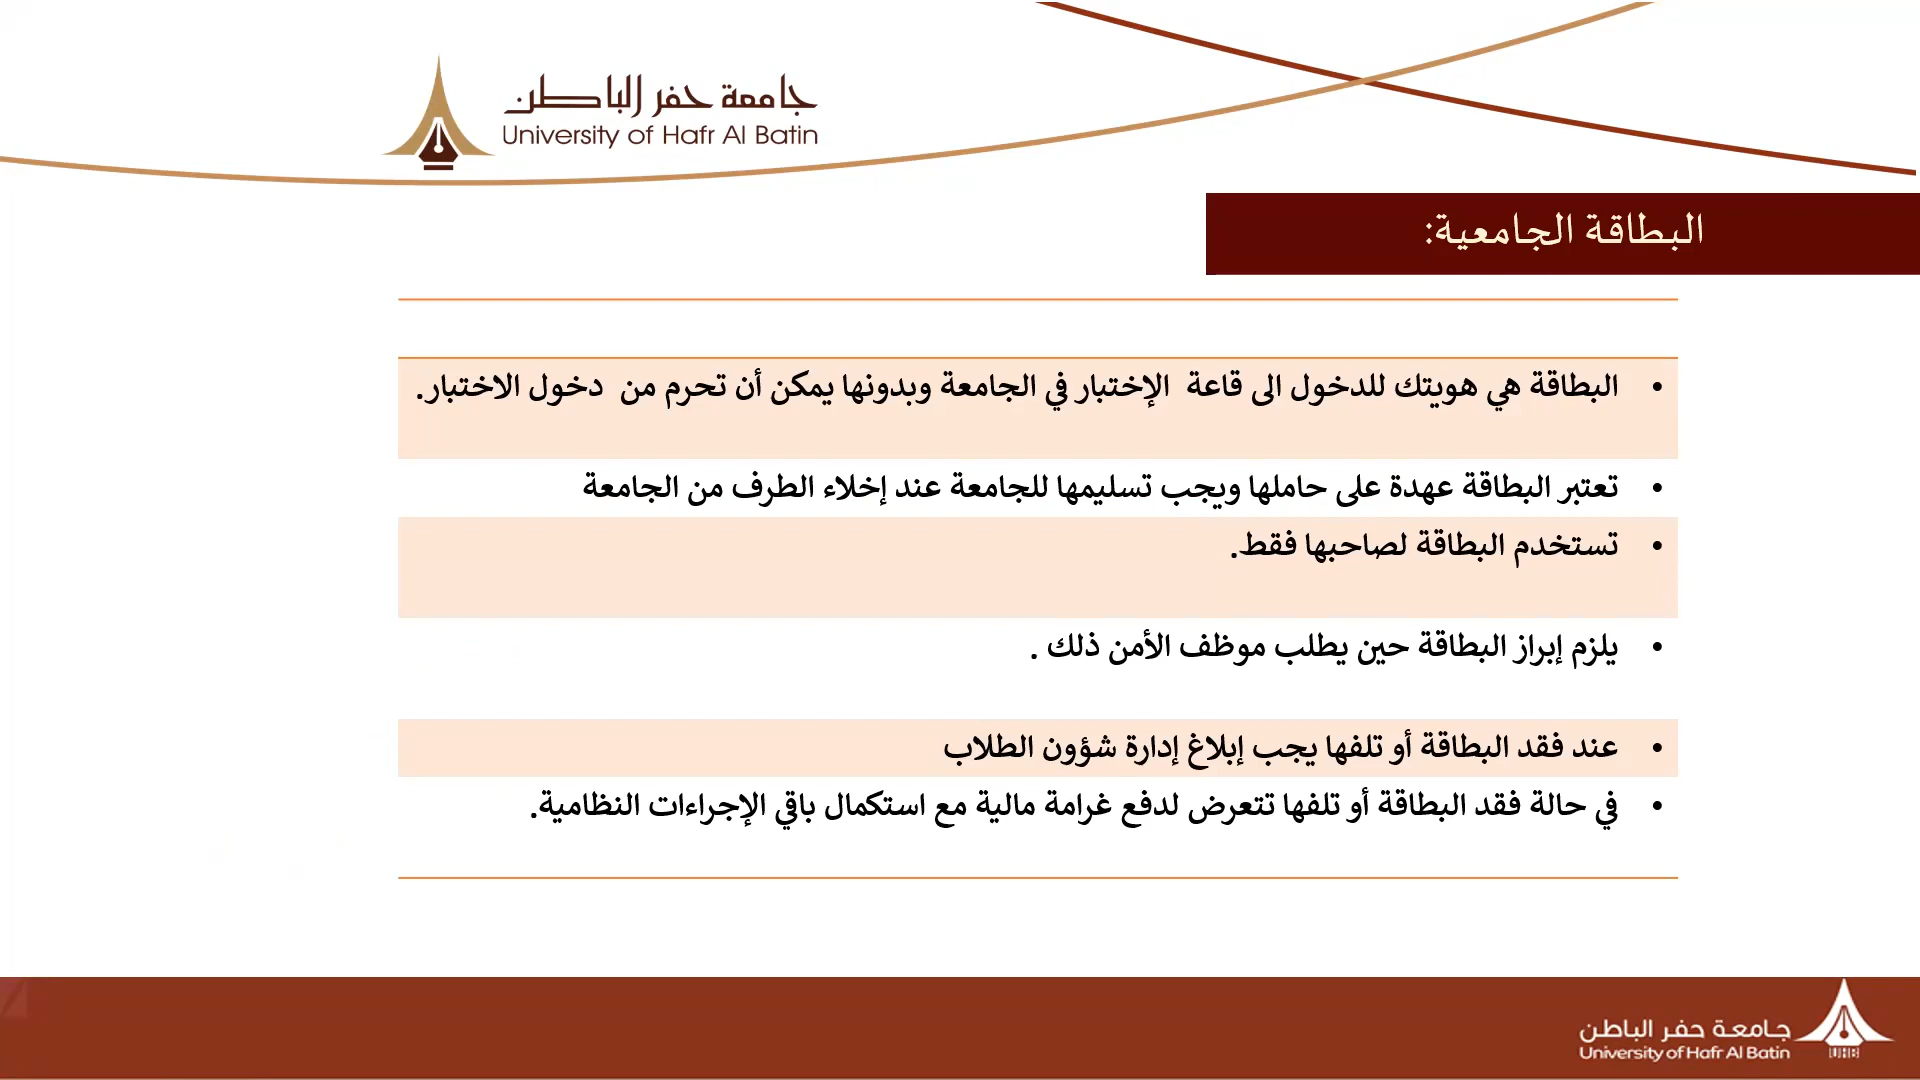 جامعة حفر الباطن
University of Hafr Al Batin
البطاقة الجامعية:
• البطاقة هي هويتك للدخول الى قاعة الإختبار في الجامعة وبدونها يمكن أن تحرم من دخول الاختبار.
• تعتبر البطاقة عهدة على حاملها ويجب تسليمها للجامعة عند إخلاء الطرف من الجامعة
• تستخدم البطاقة لصاحبها فقط.
• يلزم إبراز البطاقة حين يطلب موظف الأمن ذلك .
• عند فقد البطاقة أو تلفها يجب إبلاغ إدارة شؤون الطلاب
• في حالة فقد البطاقة أو تلفها تتعرض لدفع غرامة مالية مع استكمال باقي الإجراءات النظامية.
جامعة حفر الباطن
University of Hafr Al Batin